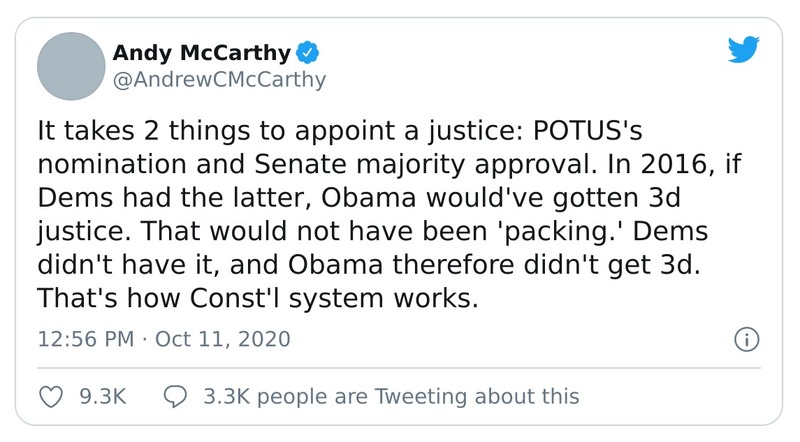 Andy McCarthy
@AndrewCMcCarthy
It takes 2 things to appoint a justice: POTUS's
nomination and Senate majority approval. In 2016, if
Dems had the latter, Obama would've gotten 3d
justice. That would not have been 'packing.' Dems
didn't have it, and Obama therefore didn't get 3d.
That's how Const'l system works.
12:56 PM · Oct 11, 2020
9.3K 3.3K people are Tweeting about this